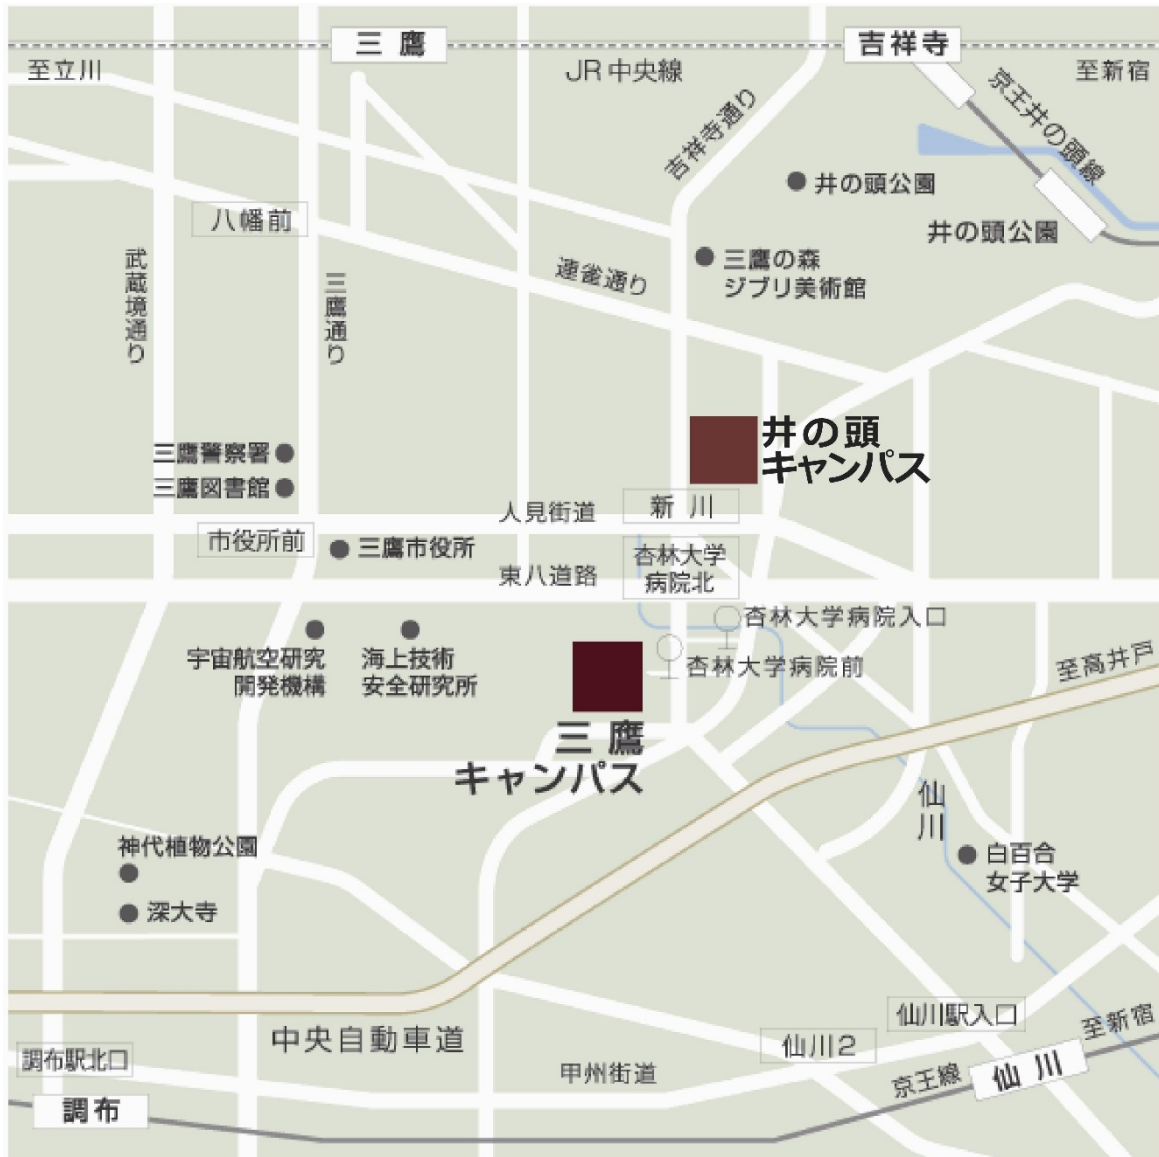 三鷹
吉祥寺
至立川
JR中央線
至新宿
京王井の頭線
吉祥寺通り
井の頭公園
井の頭公園
八幡前
三鷹の森
ジブリ美術館
連雀通り
武蔵境通り
三鷹通り
井の頭
キャンパス
三鷹警察署
三鷹図書館
人見街道
新川
市役所前
三鷹市役所
杏林大学
病院北
東八道路
杏林大学病院入口
宇宙航空研究
開発機構
海上技術
安全研究所
杏林大学病院前
至高井戸
三鷹
キャンパス
仙川
神代植物公園
白百合
女子大学
深大寺
仙川駅入口
至新宿
中央自動車道
仙川2
調布駅北口
甲州街道
京王線
仙川
調布